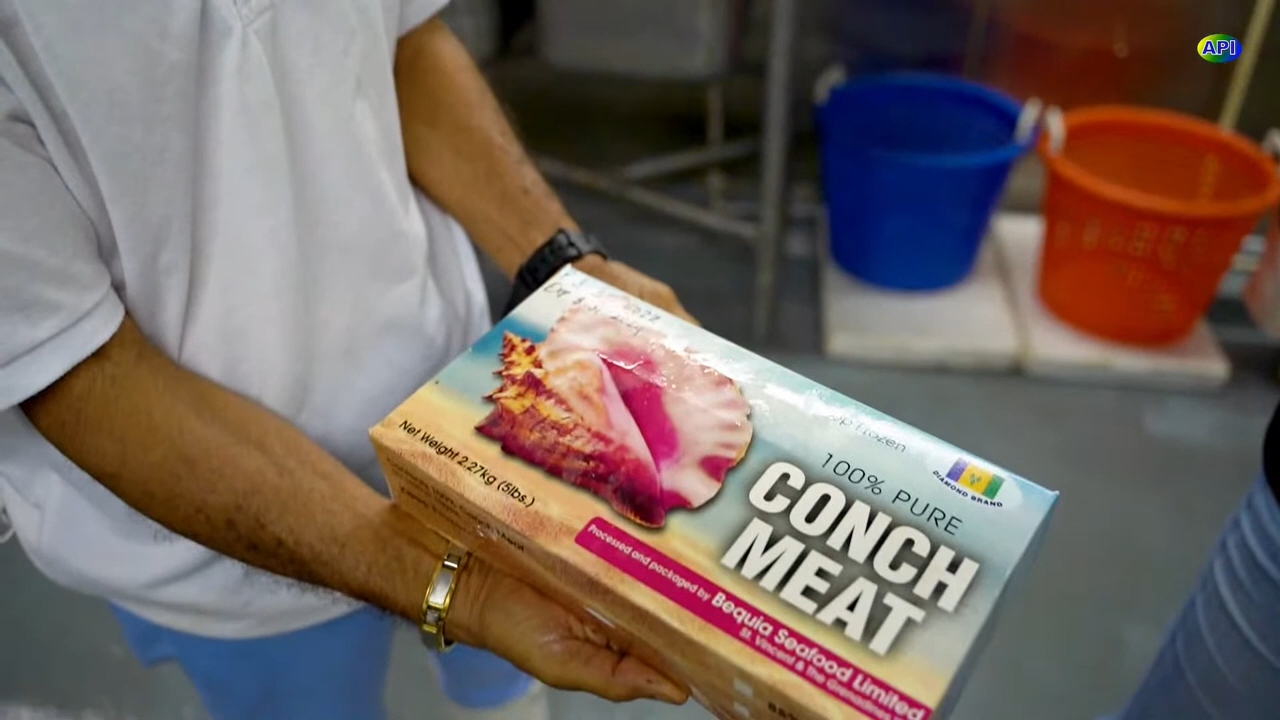 API
100% PURE
CONCH
MEAT
DIAMOND BRAND
Net Weight 2.27kg (5lbs.)
Processed and packaged by Bequia Seafood Limited
St. Vincent & The Grenadines